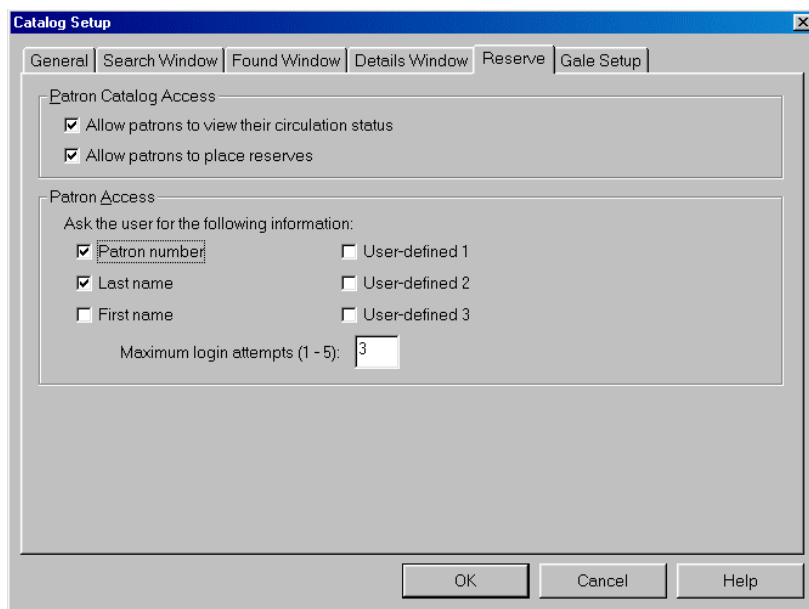 Catalog Setup
General Search Window Found Window Details Window Reserve Gale Setup
Patron Catalog Access
Allow patrons to view their circulation status
Allow patrons to place reserves
Patron Access
Ask the user for the following information:
Patron number User-defined 1
Last name User-defined 2
First name User-defined 3
Maximum login attempts (1 - 5): 3
OK Cancel Help